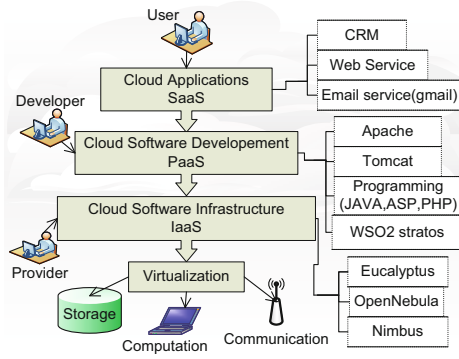 User
CRM
Cloud Applications
SaaS
Web Service
Email service(gmail)
Developer
Cloud Software Developement
PaaS
Apache
Tomcat
Programming
(JAVA,ASP,PHP)
WSO2 stratos
Cloud Software Infrastructure
IaaS
Provider
Virtualization
Eucalyptus
OpenNebula
Nimbus
Storage
Computation
Communication